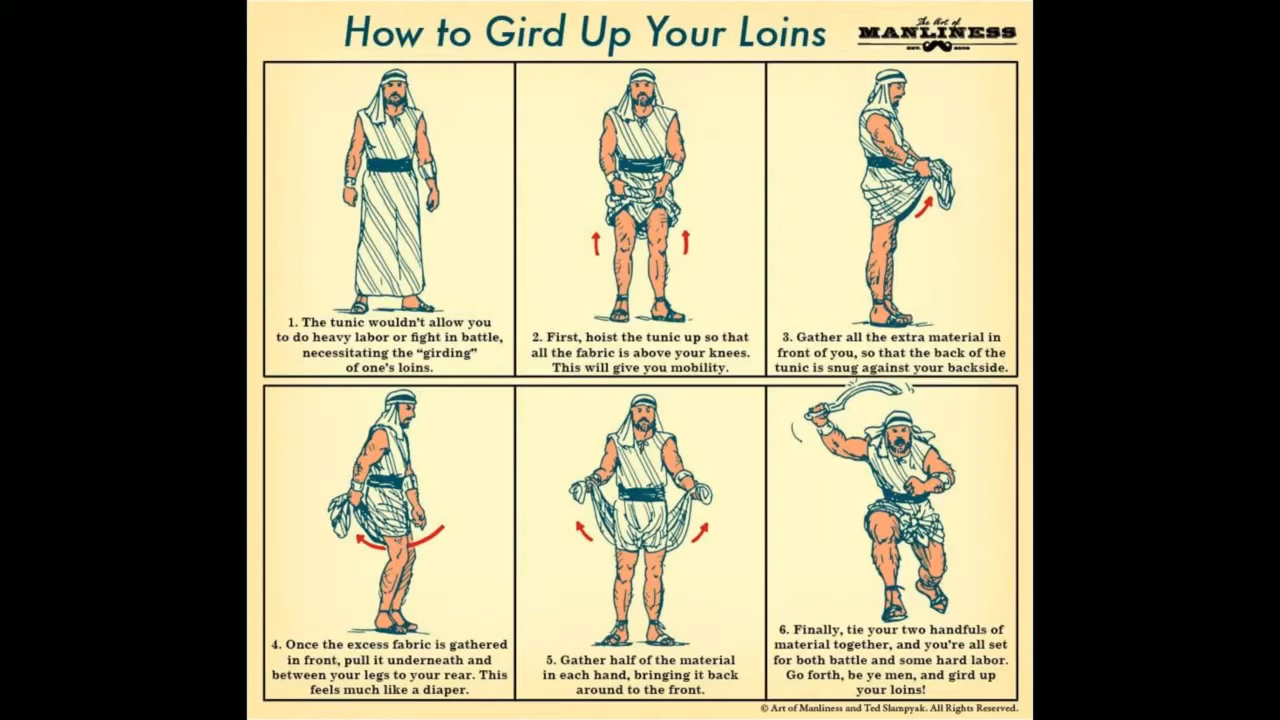 How to Gird Up Your Loins
The Art of
MANLINESS
EST. 2008
1. The tunic wouldn't allow you
to do heavy labor or fight in battle,
necessitating the “girding”
of one's loins.
2. First, hoist the tunic up so that
all the fabric is above your knees.
This will give you mobility.
3. Gather all the extra material in
front of you, so that the back of the
tunic is snug against your backside.
4. Once the excess fabric is gathered
in front, pull it underneath and
between your legs to your rear. This
feels much like a diaper.
5. Gather half of the material
in each hand, bringing it back
around to the front.
6. Finally, tie your two handfuls of
material together, and you're all set
for both battle and some hard labor.
Go forth, be ye men, and gird up
your loins!
© Art of Manliness and Ted Slampyak. All Rights Reserved.